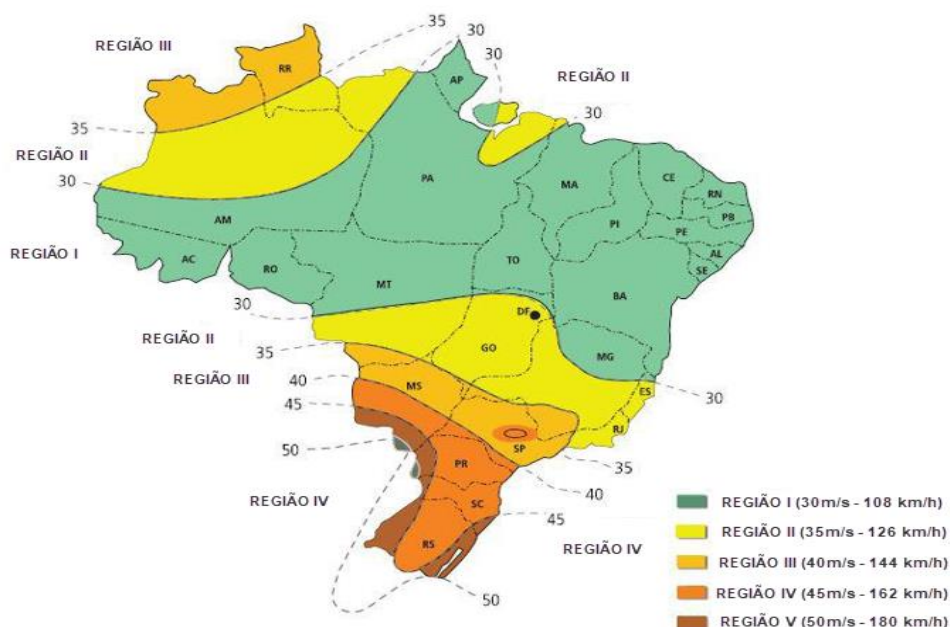 35
30
REGIÃO III
30
RR
AP
REGIÃO II
30
35
REGIÃO II
30
PA
MA
CE
RN
AM
PI
PB
PE
REGIÃO I
AC
RO
AL
TO
SE
MT
BA
30
DF
REGIÃO II
GO
MG
35
REGIÃO III
40
MS
ES
30
45
RJ
50
SP
35
PR
40
REGIÃO IV
SC
45
RS
REGIÃO IV
50
REGIÃO I (30m/s - 108 km/h)
REGIÃO II (35m/s - 126 km/h)
REGIÃO III (40m/s - 144 km/h)
REGIÃO IV (45m/s - 162 km/h)
REGIÃO V (50m/s - 180 km/h)